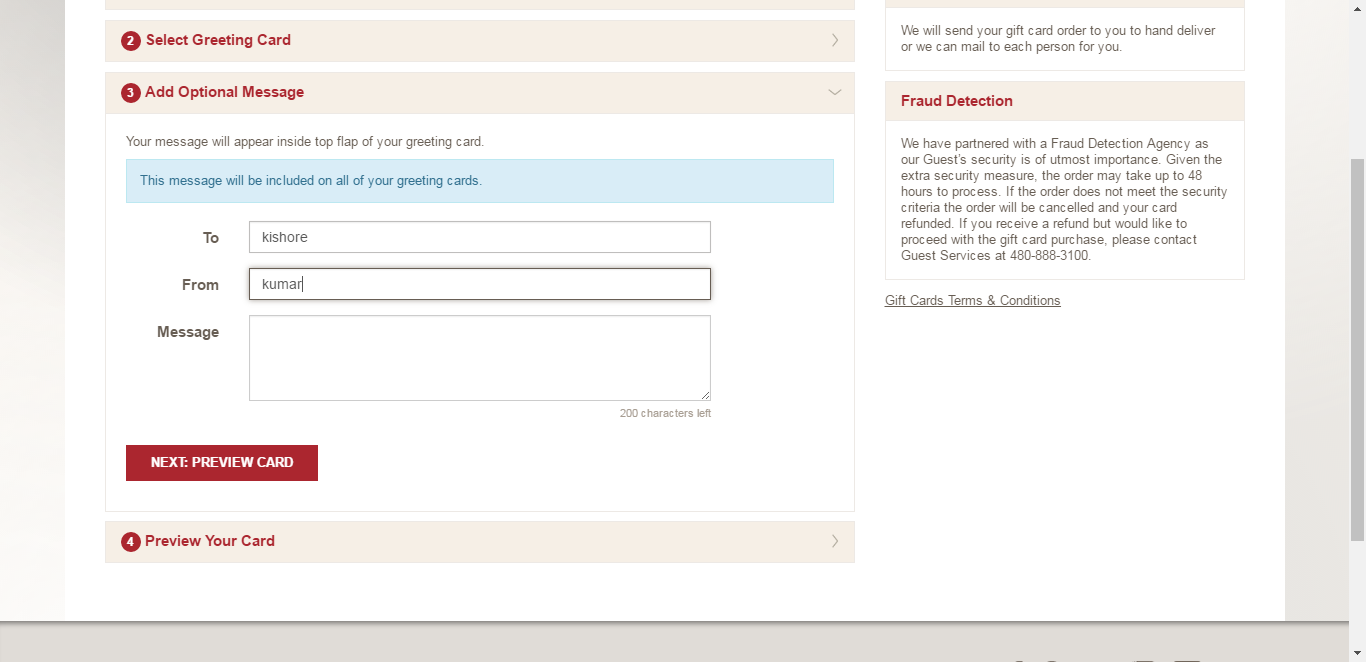 2 Select Greeting Card
3 Add Optional Message
Your message will appear inside top flap of your greeting card.
This message will be included on all of your greeting cards.
To
kishore
From
kumar
Message
200 characters left
NEXT: PREVIEW CARD
4 Preview Your Card
We will send your gift card order to you to hand deliver
or we can mail to each person for you.
Fraud Detection
We have partnered with a Fraud Detection Agency as
our Guest's security is of utmost importance. Given the
extra security measure, the order may take up to 48
hours to process. If the order does not meet the security
criteria the order will be cancelled and your card
refunded. If you receive a refund but would like to
proceed with the gift card purchase, please contact
Guest Services at 480-888-3100.
Gift Cards Terms & Conditions